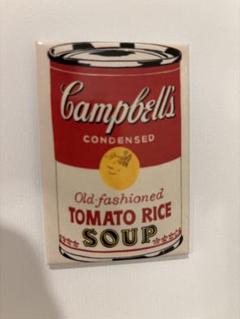 Campbell's
CONDENSED
Old-fashioned
TOMATO RICE
SOUP